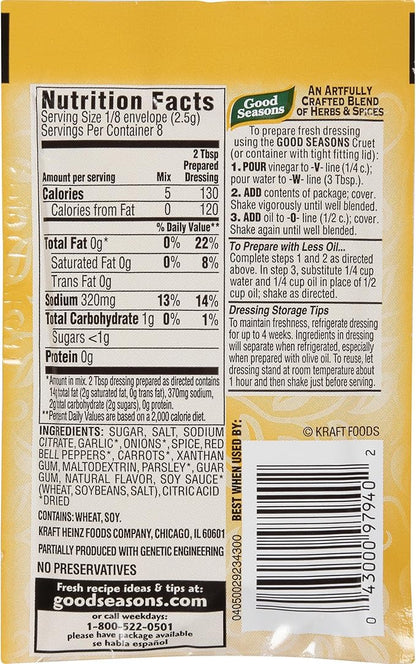 Nutrition Facts
Serving Size 1/8 envelope (2.5g)
Servings Per Container 8
2 Tbsp
Prepared
Amount per serving Mix Dressing
Calories 5 130
Calories from Fat 0 120
% Daily Value**
Total Fat 0g* 0% 22%
Saturated Fat 0g 0% 8%
Trans Fat 0g
Sodium 320mg 13% 14%
Total Carbohydrate 1g 0% 1%
Sugars <1g
Protein 0g
*Amount in mix. 2 Tbsp dressing prepared as directed contains
14g total fat (2g saturated fat, 0g trans fat), 370mg sodium,
2g total carbohydrate (2g sugars), 0g protein.
**Percent Daily Values are based on a 2,000 calorie diet.
INGREDIENTS: SUGAR, SALT, SODIUM
CITRATE, GARLIC*, ONIONS*, SPICE, RED
BELL PEPPERS*, CARROTS*, XANTHAN
GUM, MALTODEXTRIN, PARSLEY*, GUAR
GUM, NATURAL FLAVOR, SOY SAUCE*
(WHEAT, SOYBEANS, SALT), CITRIC ACID
*DRIED
CONTAINS: WHEAT, SOY.
KRAFT HEINZ FOODS COMPANY, CHICAGO, IL 60601
PARTIALLY PRODUCED WITH GENETIC ENGINEERING
NO PRESERVATIVES
Fresh recipe ideas & tips at:
goodseasons.com
or call weekdays:
1-800-522-0501
please have package available
se habla español
Good
Seasons
AN ARTFULLY
CRAFTED BLEND
OF HERBS & SPICES
To prepare fresh dressing
using the GOOD SEASONS Cruet
(or container with tight fitting lid):
1. POUR vinegar to -V- line (1/4 c.);
pour water to -W- line (3 Tbsp.).
2. ADD contents of package; cover.
Shake vigorously until well blended.
3. ADD oil to -O- line (1/2 c.); cover.
Shake again until well blended.
To Prepare with Less Oil...
Complete steps 1 and 2 as directed
above. In step 3, substitute 1/4 cup
water and 1/4 cup oil in place of 1/2
cup oil; shake as directed.
Dressing Storage Tips
To maintain freshness, refrigerate dressing
for up to 4 weeks. Ingredients in dressing
will separate when refrigerated, especially
when prepared with olive oil. To reuse, let
dressing stand at room temperature about
1 hour and then shake just before serving.
© KRAFT FOODS
BEST WHEN USED BY:
04050029234300
0 43000 97940 2